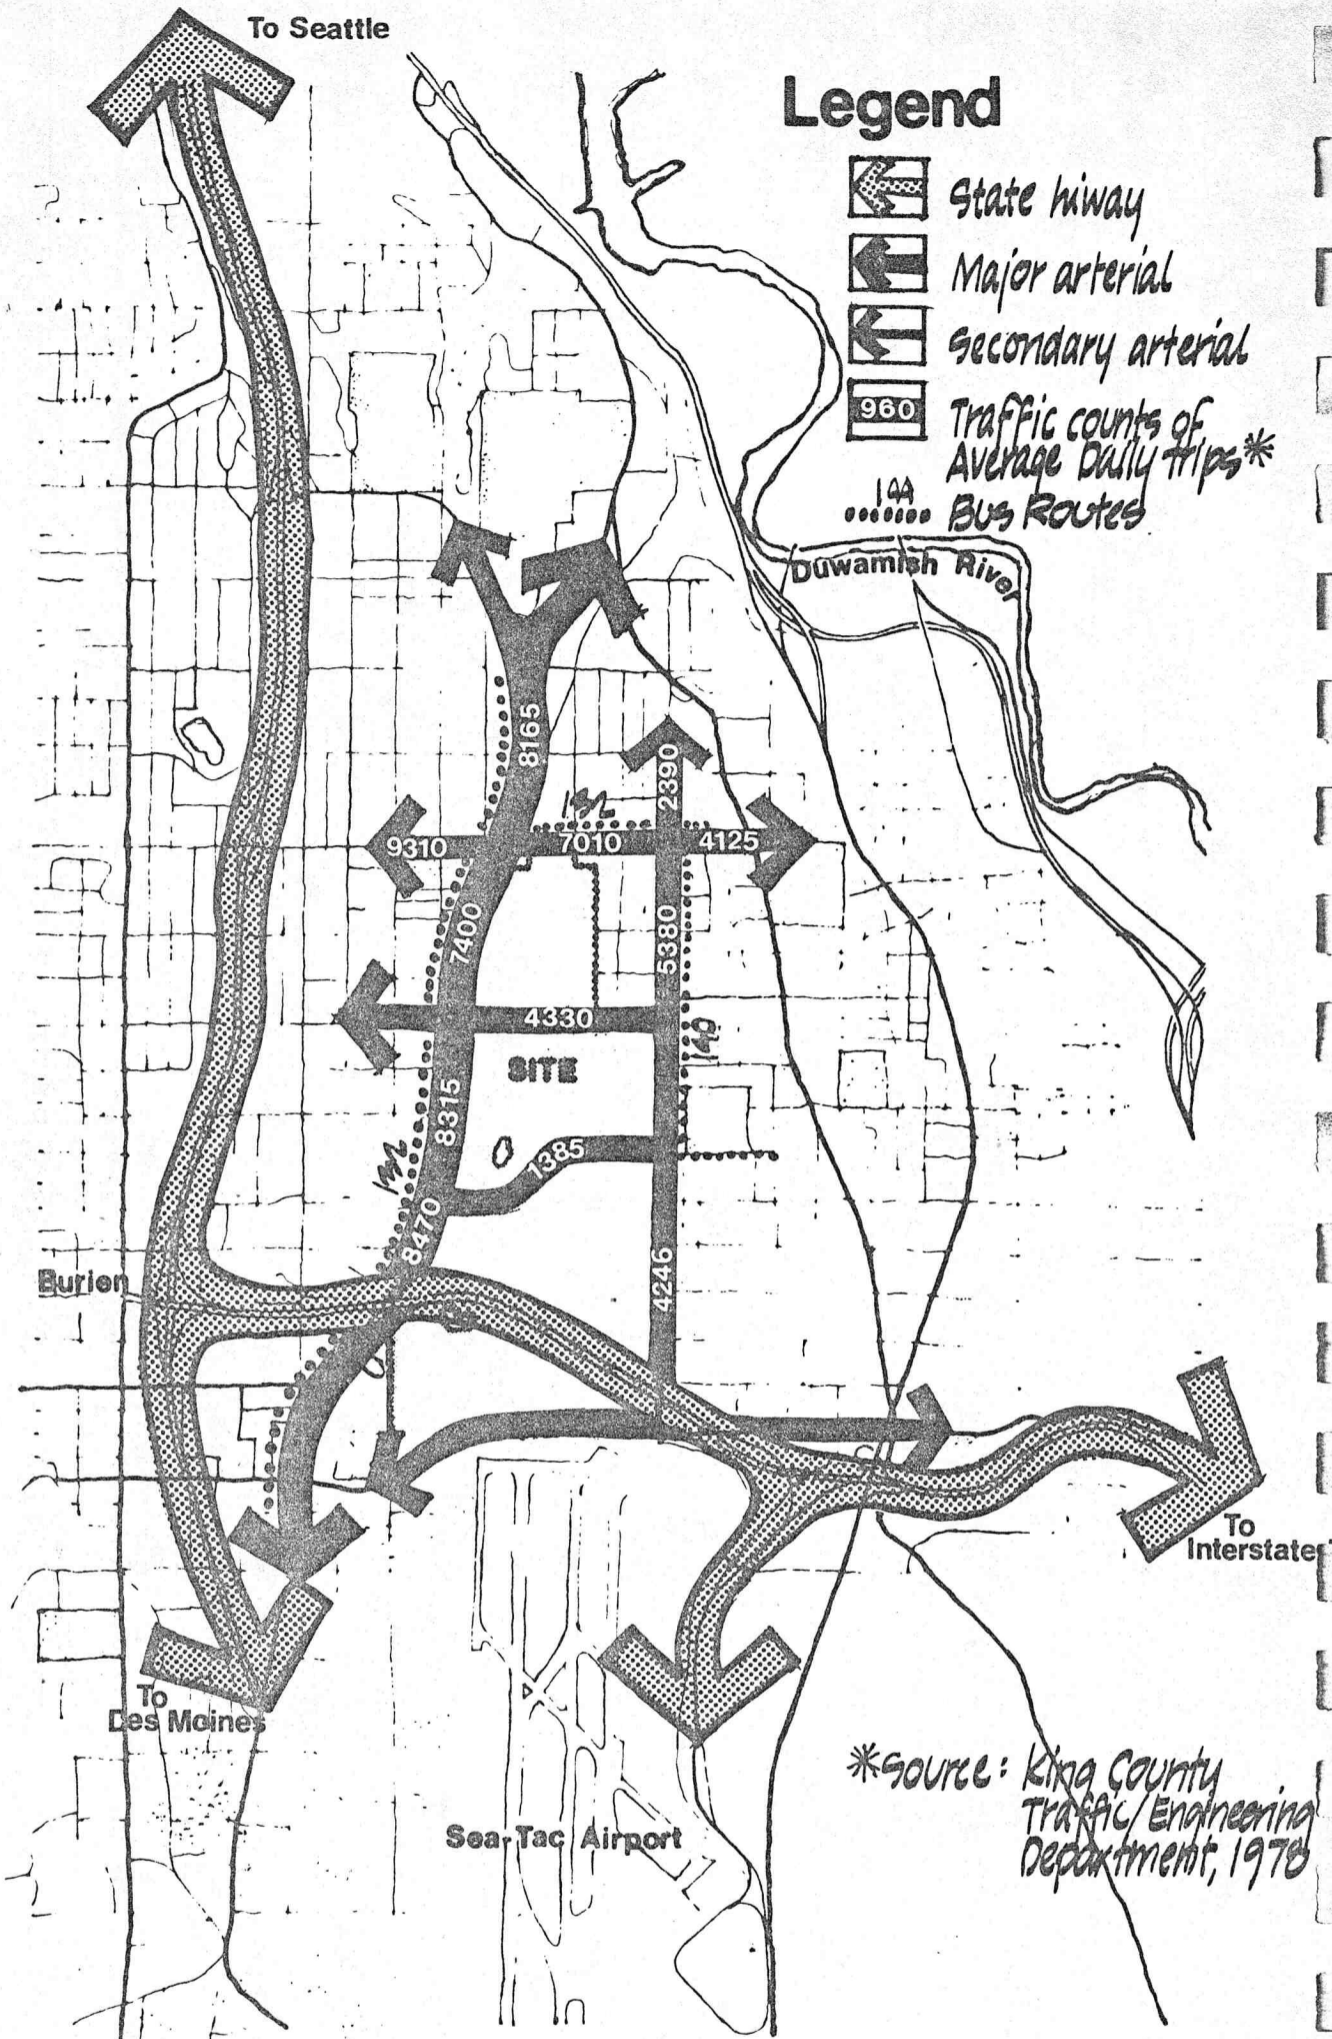 To Seattle
Legend
State hiway
Major arterial
Secondary arterial
960
Traffic counts of
Average Daily trips*
144
Bus Routes
Duwamish River
8165
2390
132
9310
7010
4125
7400
5380
4330
140
SITE
8315
1385
132
8470
4246
Burien
To
Interstate
To
Des Moines
Sea-Tac Airport
*source: King County
Traffic/Engineering
Department, 1978